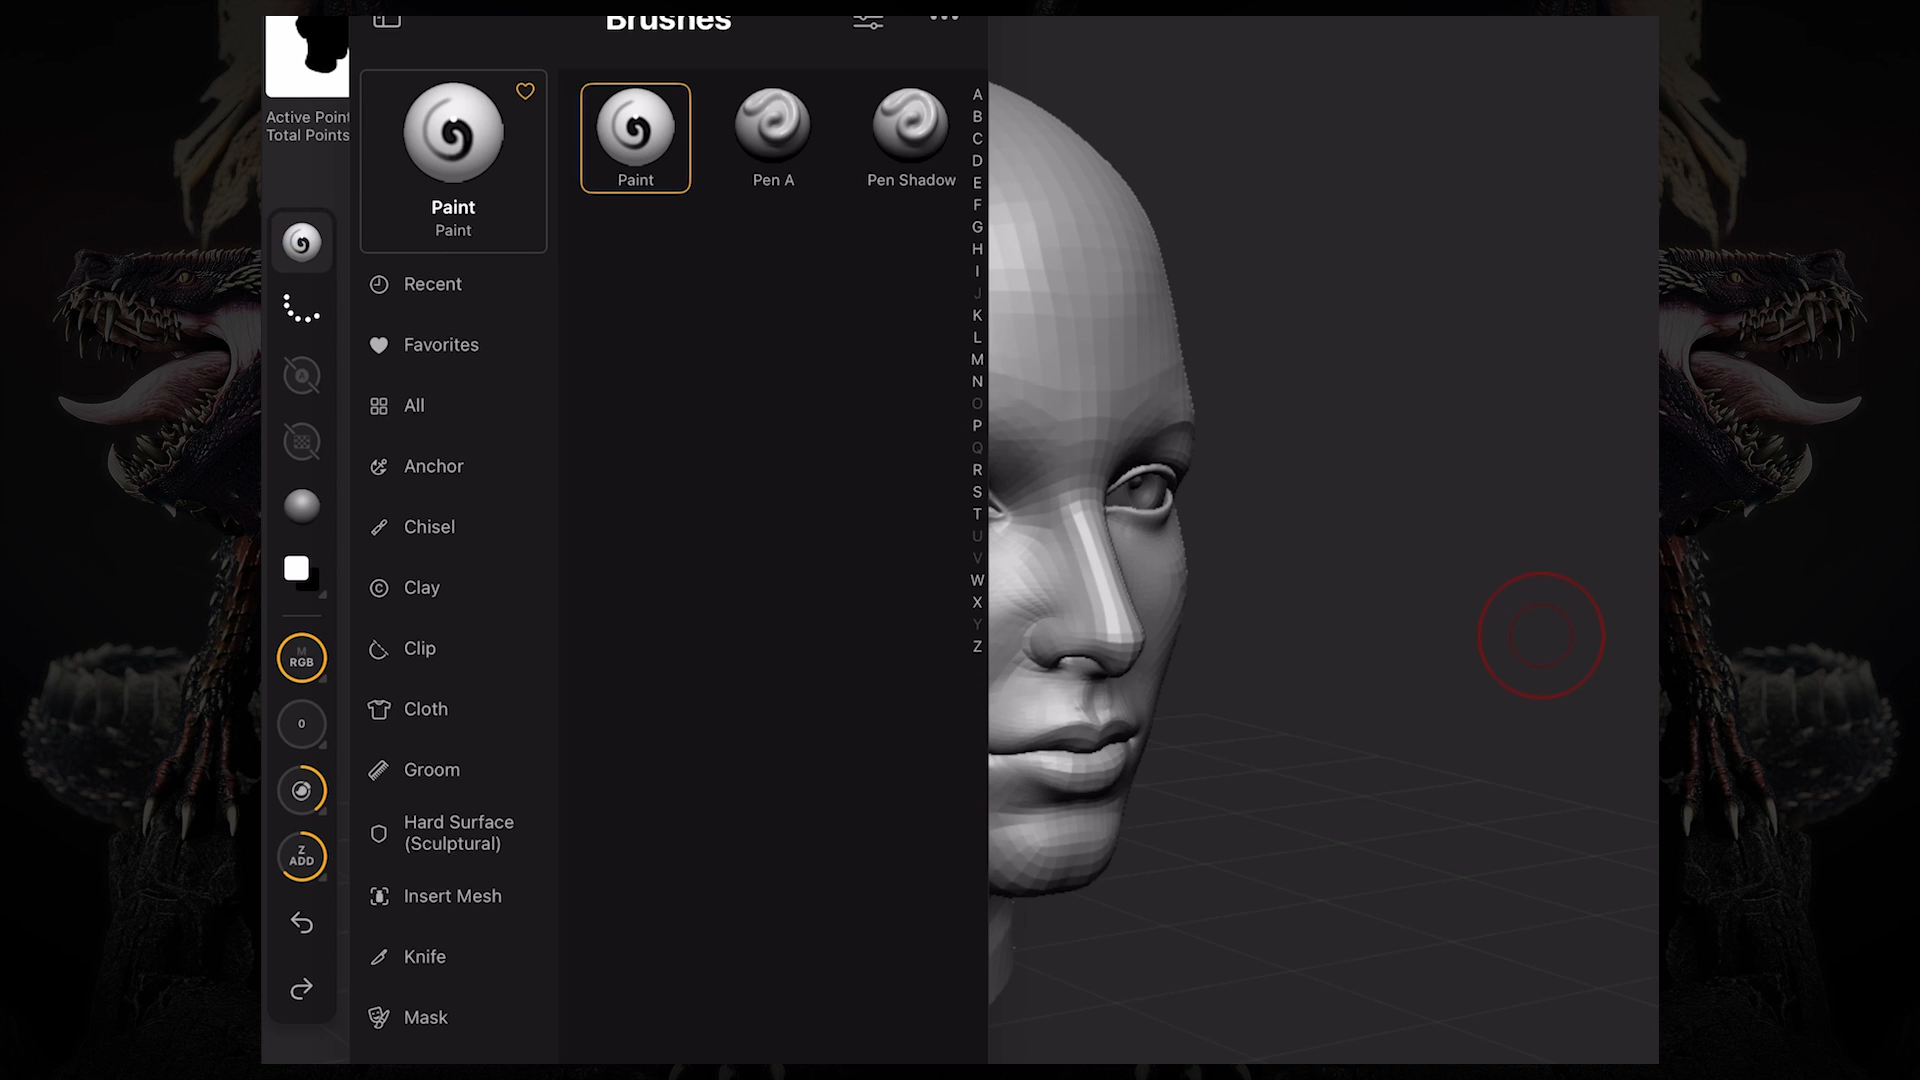 Brushes
Active Point
Total Points
Paint
Paint
Paint
Pen A
Pen Shadow
Recent
Favorites
All
Anchor
Chisel
Clay
Clip
Cloth
Groom
Hard Surface
(Sculptural)
Insert Mesh
Knife
Mask
A
B
C
D
E
F
G
H
I
J
K
L
M
N
O
P
Q
R
S
T
U
V
W
X
Y
Z
M
RGB
0
Z
ADD